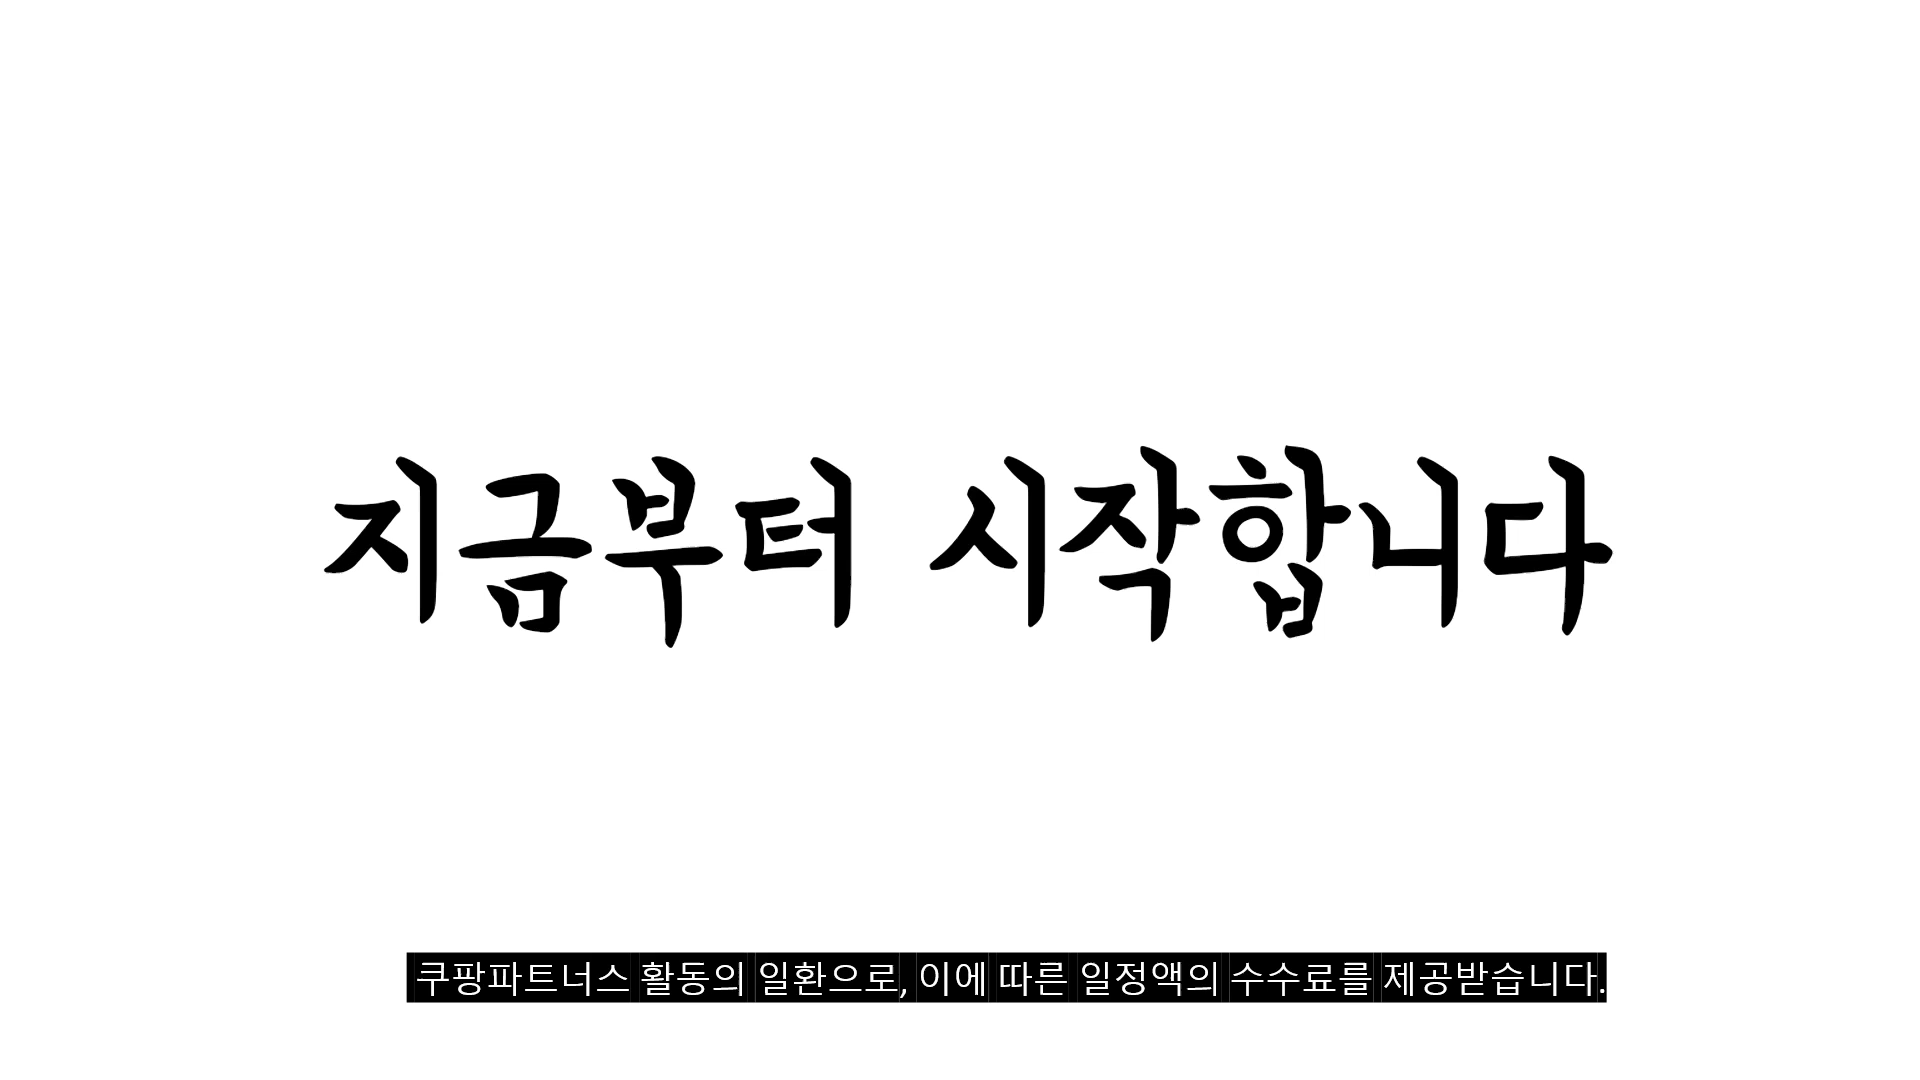 지금부터 시작합니다
쿠팡파트너스 활동의 일환으로, 이에 따른 일정액의 수수료를 제공받습니다.